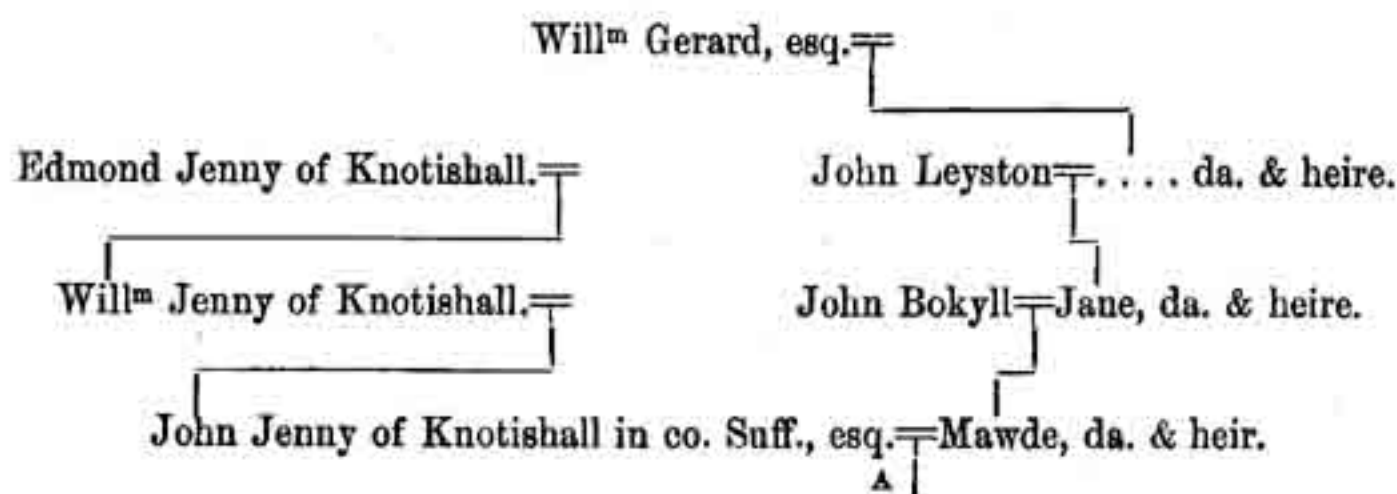 Willᵐ Gerard, esq.
Edmond Jenny of Knotishall. John Leyston . . . . da. & heire.
Willᵐ Jenny of Knotishall. John Bokyll Jane, da. & heire.
John Jenny of Knotishall in co. Suff., esq. Mawde, da. & heir.
A